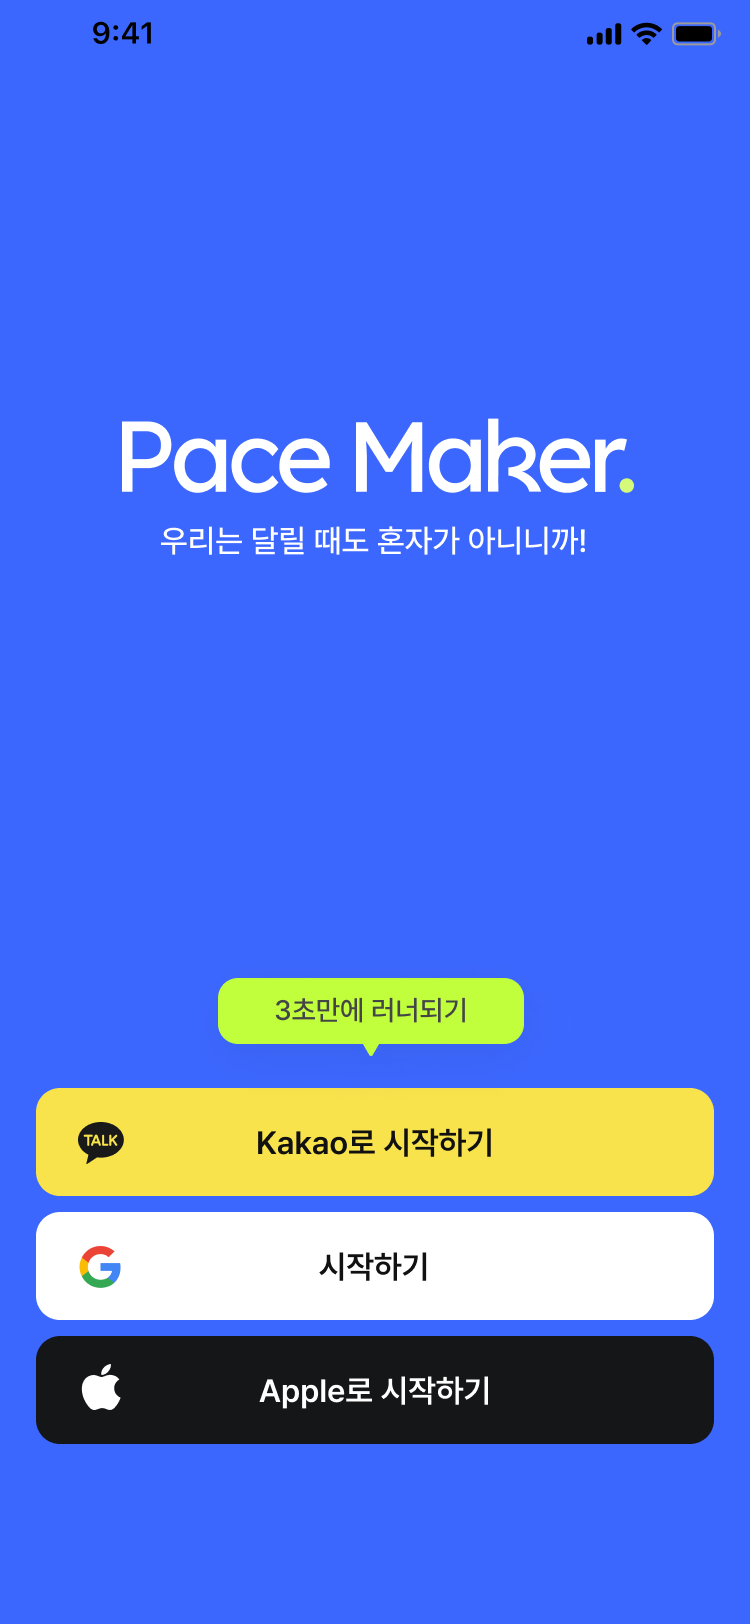 9:41
Pace Maker.
우리는 달릴 때도 혼자가 아니니까!
3초만에 러너되기
TALK
Kakao로 시작하기
시작하기
Apple로 시작하기